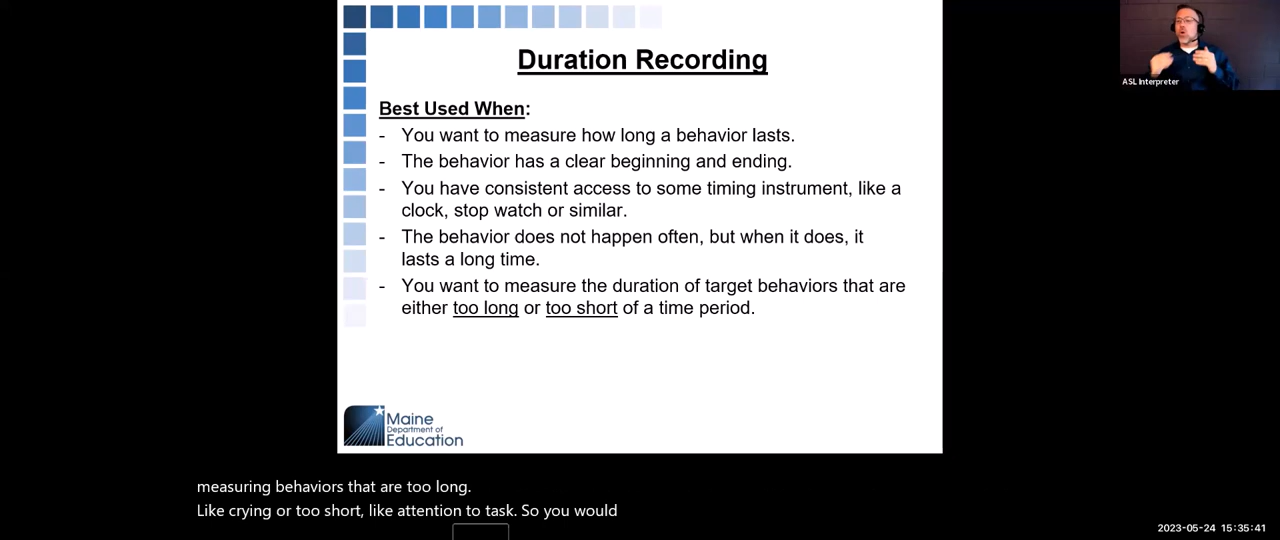 Duration Recording
ASL Interpreter
Best Used When:
- You want to measure how long a behavior lasts.
- The behavior has a clear beginning and ending.
- You have consistent access to some timing instrument, like a
clock, stop watch or similar.
- The behavior does not happen often, but when it does, it
lasts a long time.
- You want to measure the duration of target behaviors that are
either too long or too short of a time period.
Maine
Department of
Education
measuring behaviors that are too long.
Like crying or too short, like attention to task. So you would
2023-05-24 15:35:41